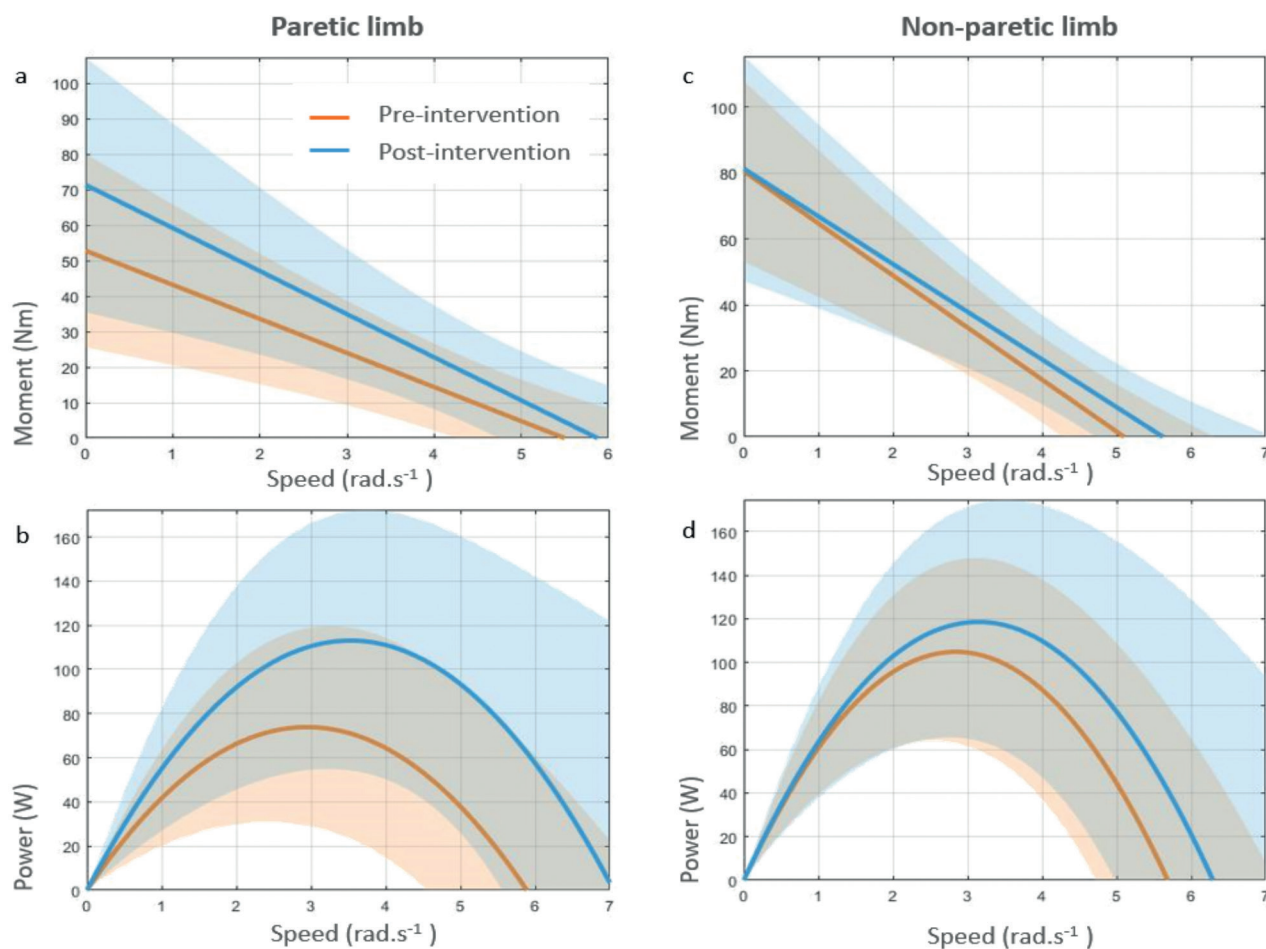 Paretic limb
Non-paretic limb
a
100
90
80
70
60
50
40
30
20
10
0
Moment (Nm)
Pre-intervention
Post-intervention
0 1 2 3 4 5 6
Speed (rad.s-1 )
c
100
80
60
40
20
0
Moment (Nm)
0 1 2 3 4 5 6 7
Speed (rad.s-1 )
b
160
140
120
100
80
60
40
20
0
Power (W)
0 1 2 3 4 5 6 7
Speed (rad.s-1 )
d
160
140
120
100
80
60
40
20
0
Power (W)
0 1 2 3 4 5 6 7
Speed (rad.s-1 )